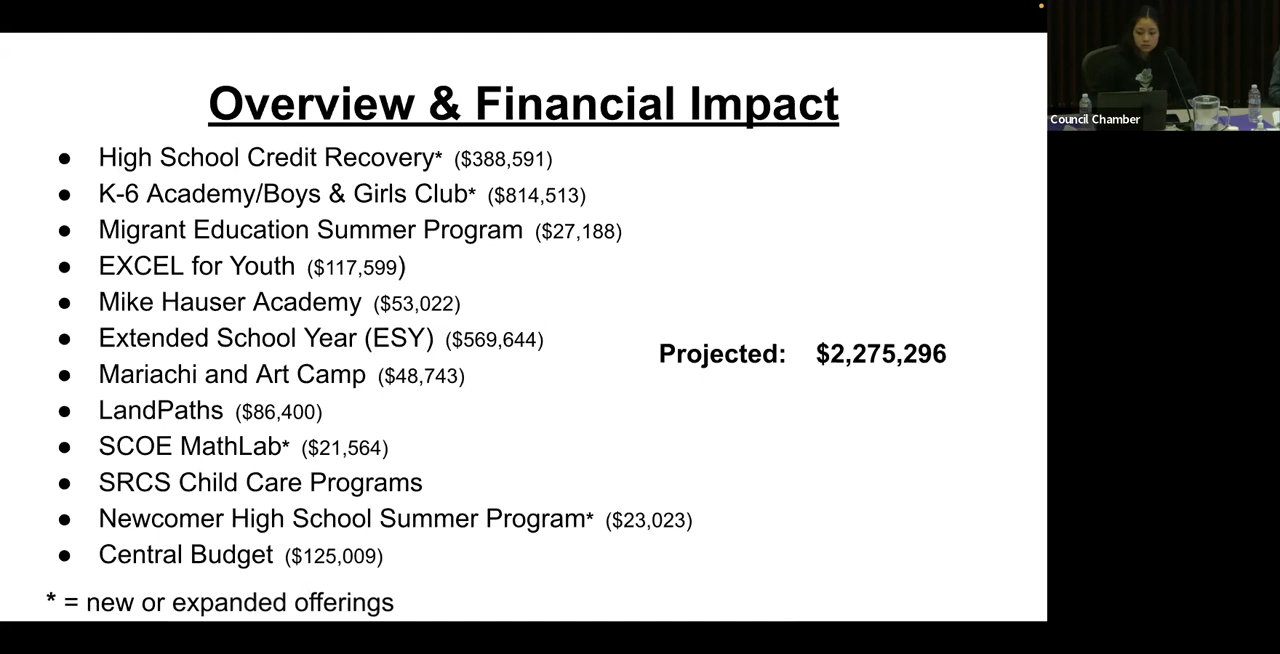 Overview & Financial Impact
● High School Credit Recovery* ($388,591)
● K-6 Academy/Boys & Girls Club* ($814,513)
● Migrant Education Summer Program ($27,188)
● EXCEL for Youth ($117,599)
● Mike Hauser Academy ($53,022)
● Extended School Year (ESY) ($569,644)
Projected: $2,275,296
● Mariachi and Art Camp ($48,743)
● LandPaths ($86,400)
● SCOE MathLab* ($21,564)
● SRCS Child Care Programs
● Newcomer High School Summer Program* ($23,023)
● Central Budget ($125,009)
* = new or expanded offerings
Council Chamber